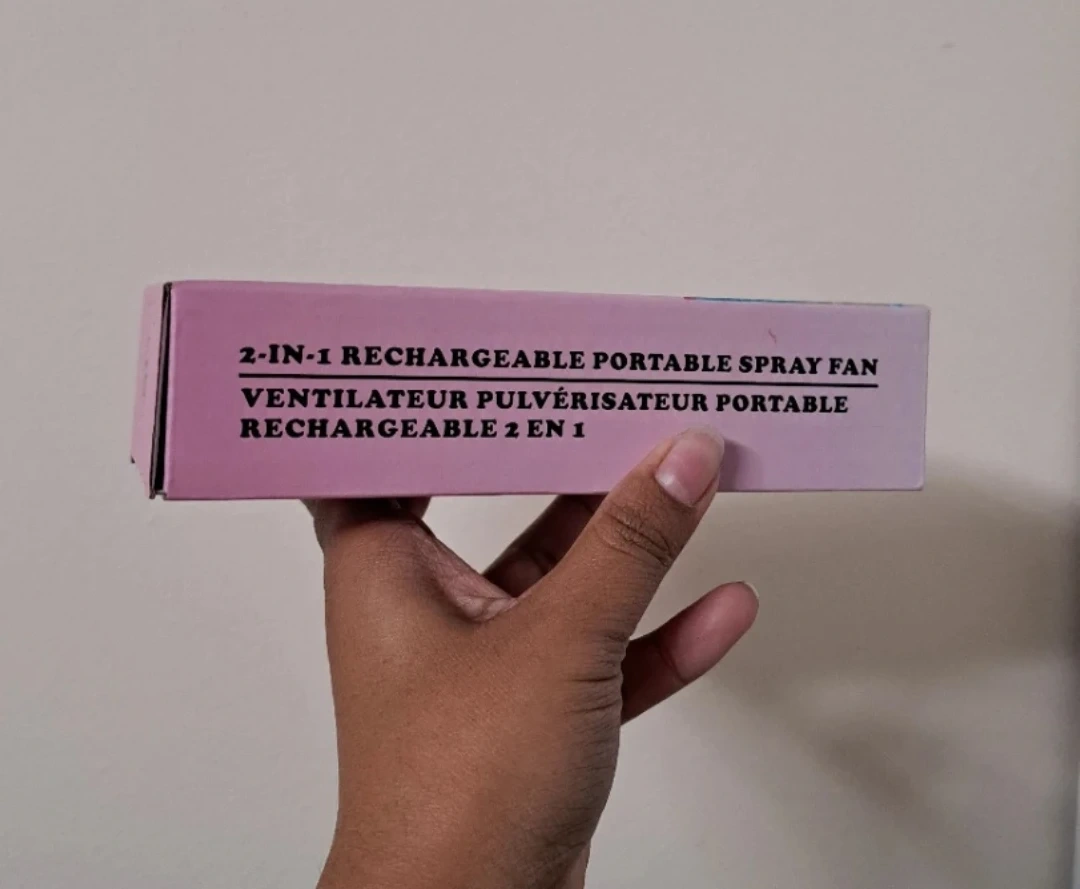 2-IN-1 RECHARGEABLE PORTABLE SPRAY FAN
VENTILATEUR PULVÉRISATEUR PORTABLE
RECHARGEABLE 2 EN 1